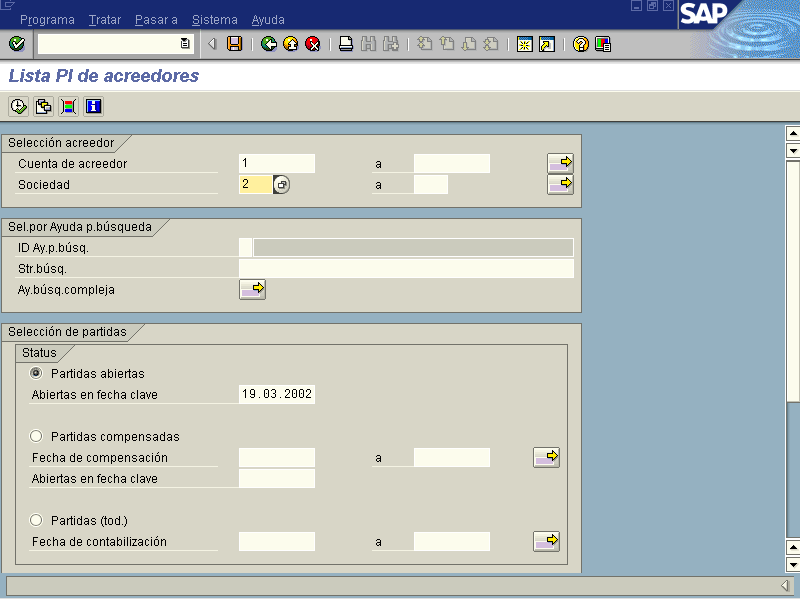 Programa Tratar Pasar a Sistema Ayuda
SAP
Lista PI de acreedores
Selección acreedor
Cuenta de acreedor 1 a
Sociedad 2 a
Sel.por Ayuda p.búsqueda
ID Ay.p.búsq.
Str.búsq.
Ay.búsq.compleja
Selección de partidas
Status
Partidas abiertas
Abiertas en fecha clave 19.03.2002
Partidas compensadas
Fecha de compensación a
Abiertas en fecha clave
Partidas (tod.)
Fecha de contabilización a